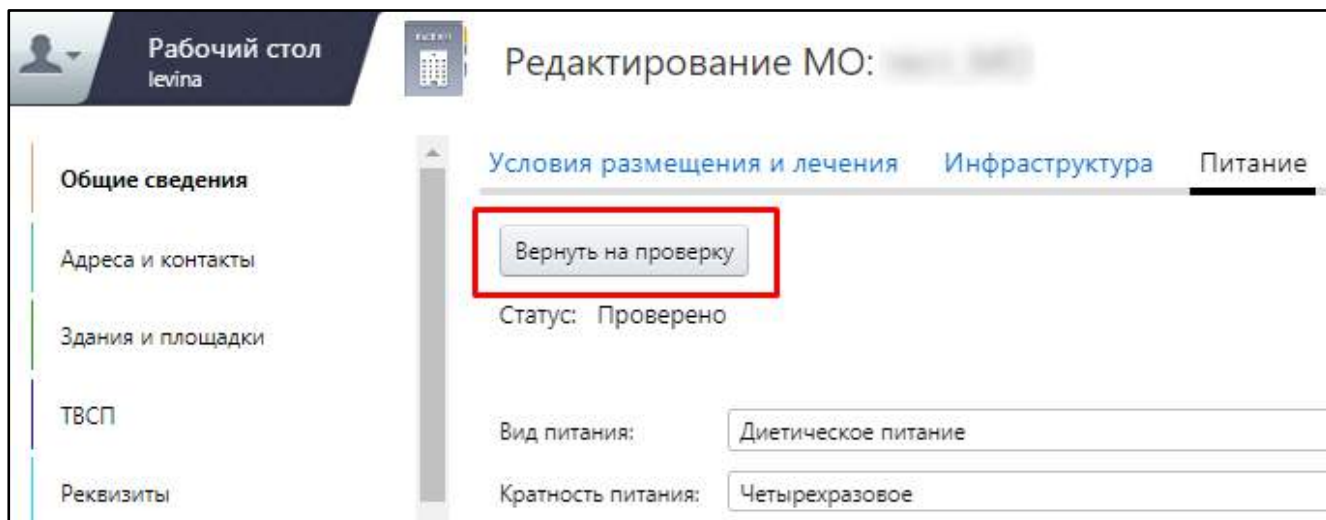 Рабочий стол
levina
Редактирование МО:
Общие сведения
Адреса и контакты
Здания и площадки
ТВСП
Реквизиты
Условия размещения и лечения Инфраструктура Питание
Вернуть на проверку
Статус: Проверено
Вид питания: Диетическое питание
Кратность питания: Четырехразовое